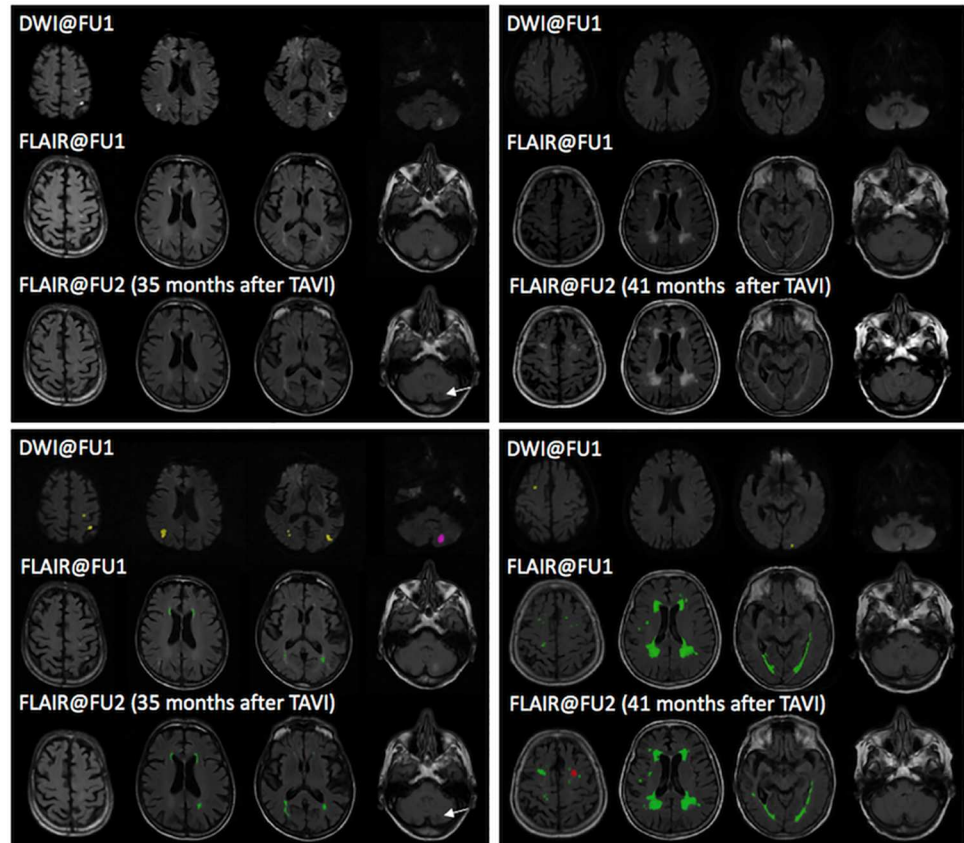 DWI@FU1
FLAIR@FU1
FLAIR@FU2 (35 months after TAVI)
DWI@FU1
FLAIR@FU1
FLAIR@FU2 (41 months after TAVI)
DWI@FU1
FLAIR@FU1
FLAIR@FU2 (35 months after TAVI)
DWI@FU1
FLAIR@FU1
FLAIR@FU2 (41 months after TAVI)